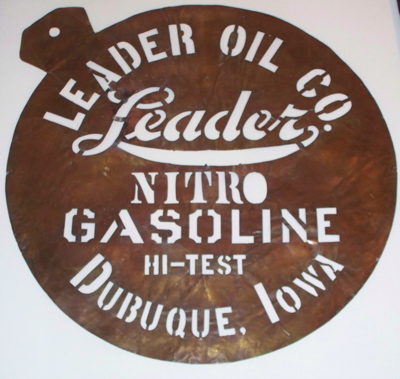 LEADER OIL CO.
Leader
NITRO
GASOLINE
HI-TEST
DUBUQUE, IOWA